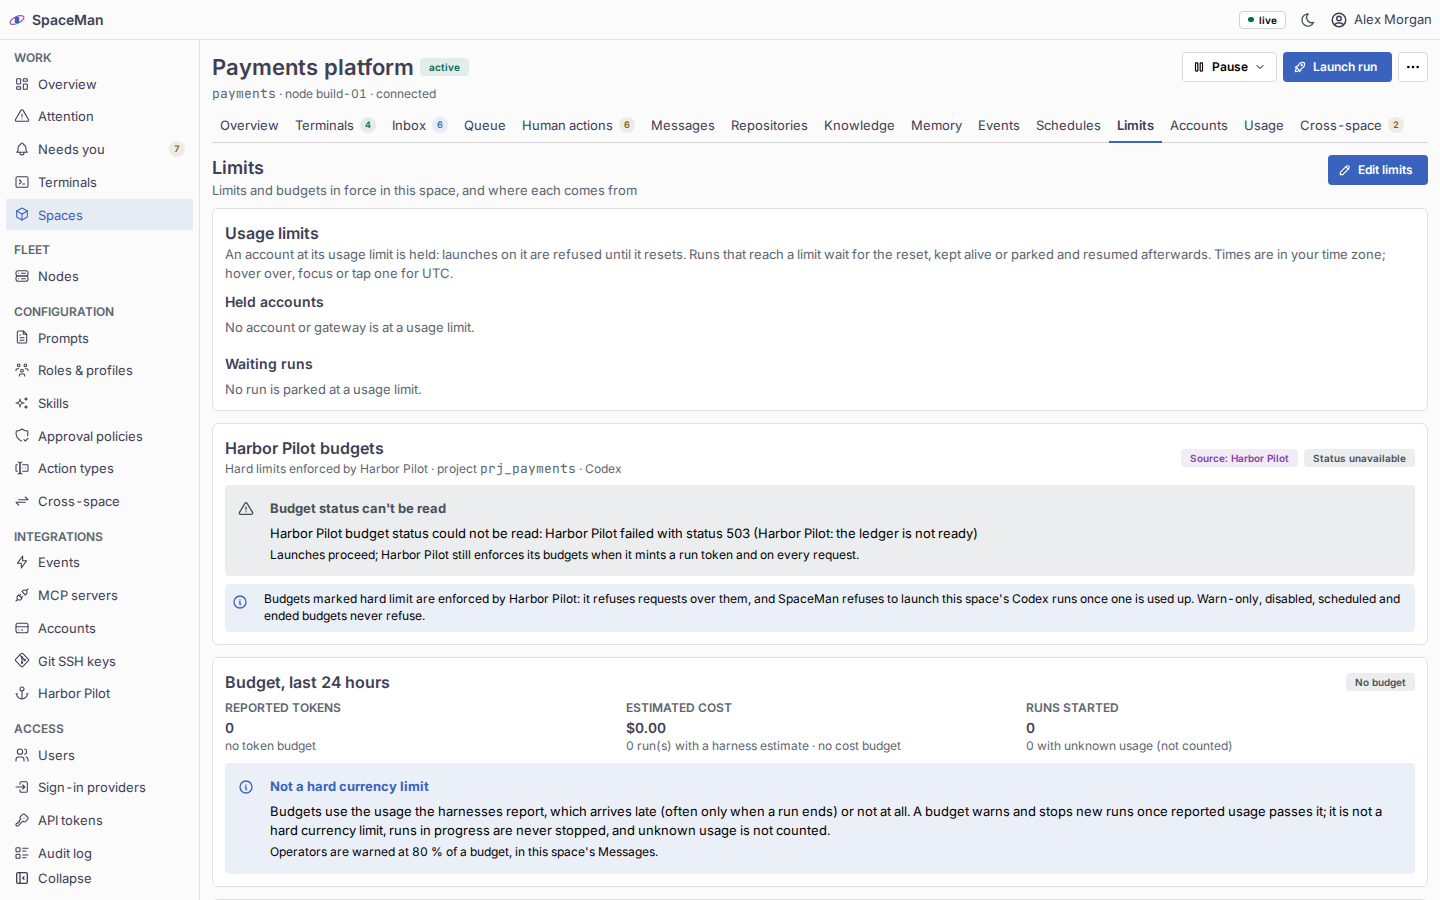 SpaceMan
live
Alex Morgan
WORK
Overview
Attention
Needs you 7
Terminals
Spaces
FLEET
Nodes
CONFIGURATION
Prompts
Roles & profiles
Skills
Approval policies
Action types
Cross-space
INTEGRATIONS
Events
MCP servers
Accounts
Git SSH keys
Harbor Pilot
ACCESS
Users
Sign-in providers
API tokens
Audit log
Collapse
Payments platform active
payments · node build-01 · connected
Pause
Launch run
Overview Terminals 4 Inbox 6 Queue Human actions 6 Messages Repositories Knowledge Memory Events Schedules Limits Accounts Usage Cross-space 2
Limits
Limits and budgets in force in this space, and where each comes from
Edit limits
Usage limits
An account at its usage limit is held: launches on it are refused until it resets. Runs that reach a limit wait for the reset, kept alive or parked and resumed afterwards. Times are in your time zone;
hover over, focus or tap one for UTC.
Held accounts
No account or gateway is at a usage limit.
Waiting runs
No run is parked at a usage limit.
Harbor Pilot budgets
Hard limits enforced by Harbor Pilot · project prj_payments · Codex
Source: Harbor Pilot
Status unavailable
Budget status can't be read
Harbor Pilot budget status could not be read: Harbor Pilot failed with status 503 (Harbor Pilot: the ledger is not ready)
Launches proceed; Harbor Pilot still enforces its budgets when it mints a run token and on every request.
Budgets marked hard limit are enforced by Harbor Pilot: it refuses requests over them, and SpaceMan refuses to launch this space's Codex runs once one is used up. Warn-only, disabled, scheduled and
ended budgets never refuse.
Budget, last 24 hours
No budget
REPORTED TOKENS
0
no token budget
ESTIMATED COST
$0.00
0 run(s) with a harness estimate · no cost budget
RUNS STARTED
0
0 with unknown usage (not counted)
Not a hard currency limit
Budgets use the usage the harnesses report, which arrives late (often only when a run ends) or not at all. A budget warns and stops new runs once reported usage passes it; it is not a
hard currency limit, runs in progress are never stopped, and unknown usage is not counted.
Operators are warned at 80 % of a budget, in this space's Messages.